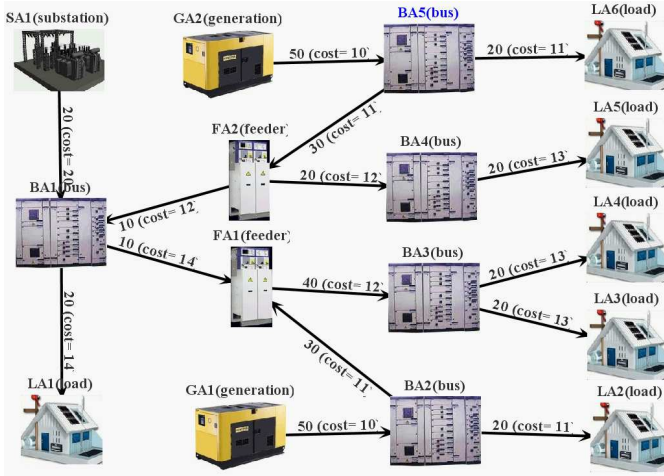 SA1(substation)
GA2(generation)
BA5(bus)
LA6(load)
50 (cost= 10)
20 (cost= 11)
20 (cost= 20
30 (cost= 11)
LA5(load)
FA2(feeder)
BA4(bus)
20 (cost= 12)
20 (cost= 13)
BA1(bus)
10 (cost= 12)
LA4(load)
10 (cost= 14)
FA1(feeder)
BA3(bus)
40 (cost= 12)
20 (cost= 13)
20 (cost= 13)
LA3(load)
20 (cost= 14)
30 (cost= 11)
LA1(load)
GA1(generation)
BA2(bus)
LA2(load)
50 (cost= 10)
20 (cost= 11)